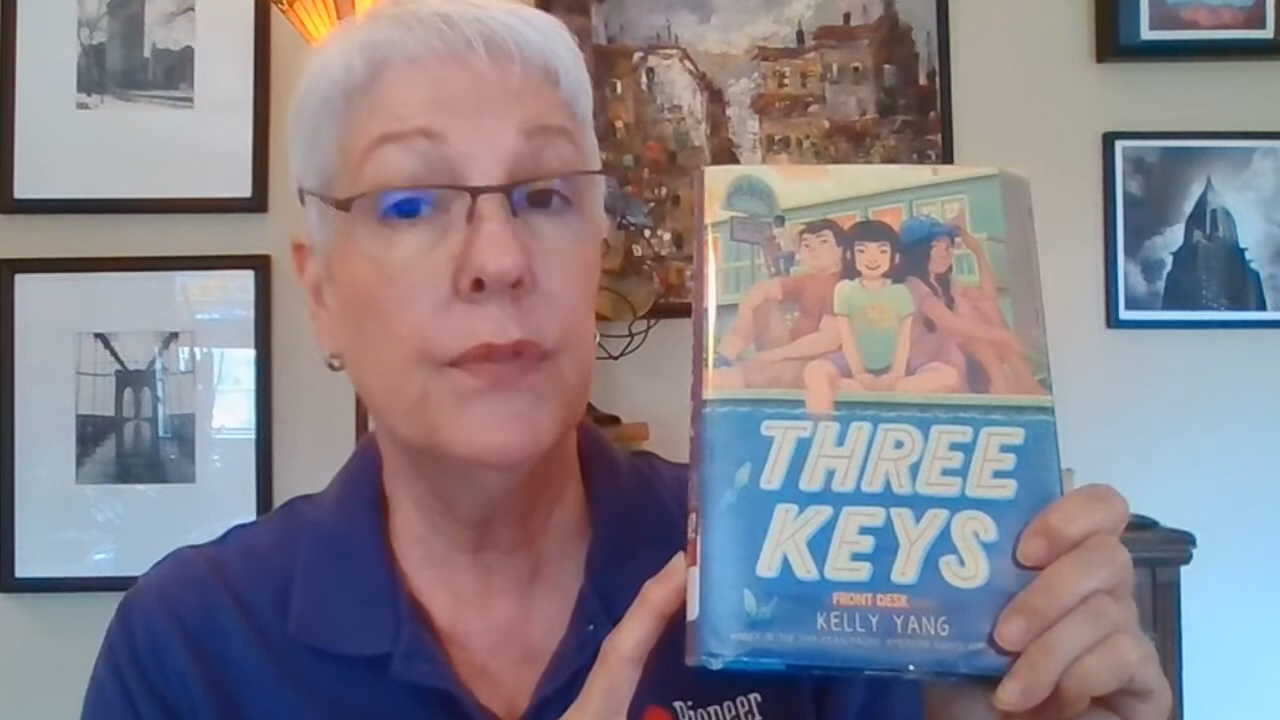 THREE
KEYS
FRONT DESK
KELLY YANG
Pioneer